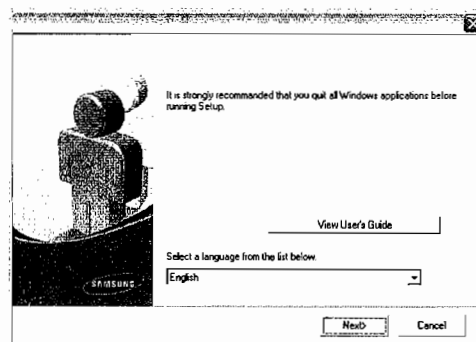 It is strongly recommanded that you quit all Windows applications before
running Setup.
View User's Guide
Select a language from the list below.
SAMSUNG
English
Next>
Cancel